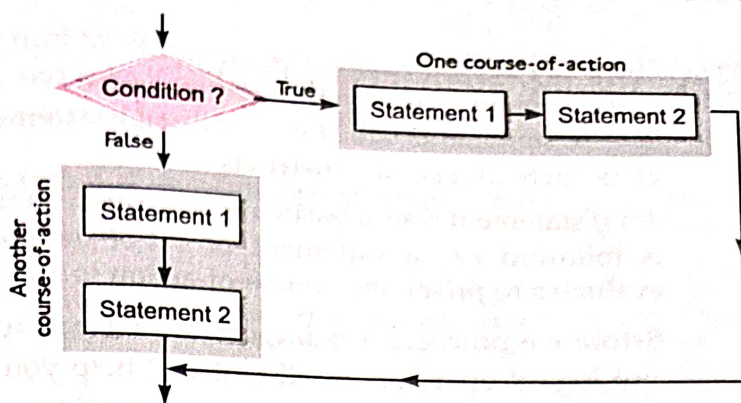 One course-of-action
Condition ?
True
Statement 1
Statement 2
False
Another
course-of-action
Statement 1
Statement 2